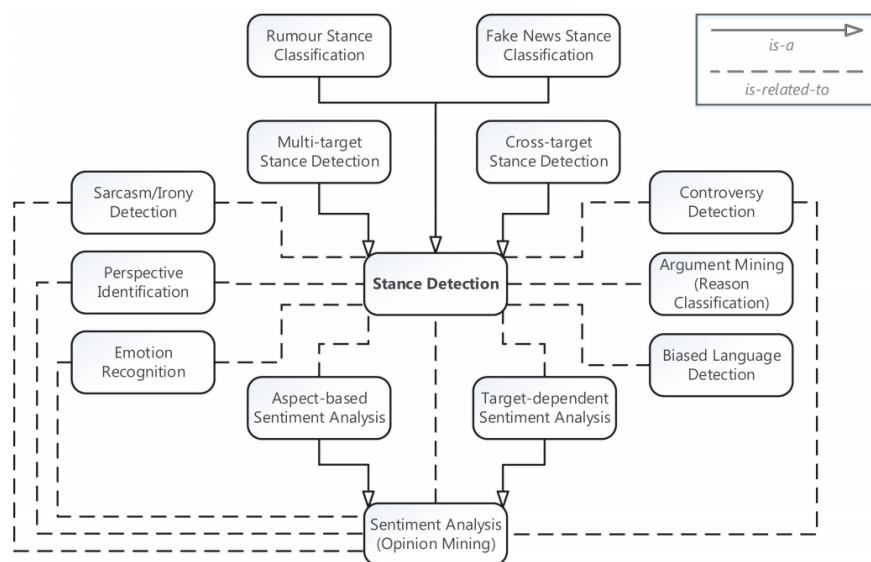 Rumour Stance
Classification
Fake News Stance
Classification
is-a
is-related-to
Multi-target
Stance Detection
Cross-target
Stance Detection
Sarcasm/Irony
Detection
Controversy
Detection
Perspective
Identification
Stance Detection
Argument Mining
(Reason
Classification)
Emotion
Recognition
Biased Language
Detection
Aspect-based
Sentiment Analysis
Target-dependent
Sentiment Analysis
Sentiment Analysis
(Opinion Mining)